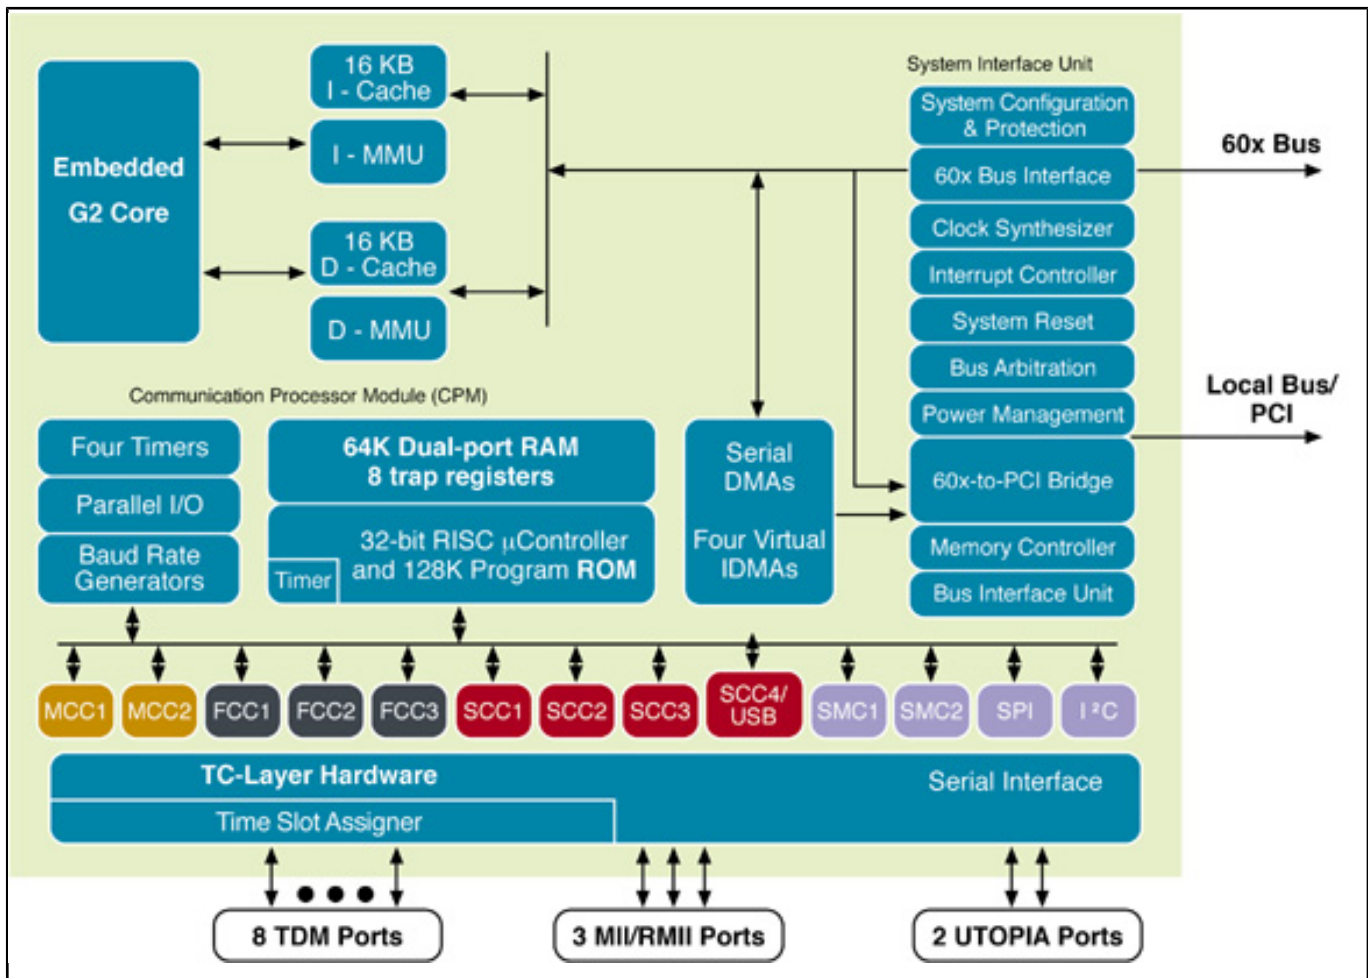 System Interface Unit
16 KB
I - Cache
I - MMU
Embedded
G2 Core
16 KB
D - Cache
D - MMU
System Configuration
& Protection
60x Bus Interface
Clock Synthesizer
Interrupt Controller
System Reset
Bus Arbitration
Power Management
60x-to-PCI Bridge
Memory Controller
Bus Interface Unit
60x Bus
Local Bus/
PCI
Communication Processor Module (CPM)
Four Timers
Parallel I/O
Baud Rate
Generators
64K Dual-port RAM
8 trap registers
32-bit RISC µController
and 128K Program ROM
Timer
Serial
DMAs
Four Virtual
IDMAs
MCC1
MCC2
FCC1
FCC2
FCC3
SCC1
SCC2
SCC3
SCC4/
USB
SMC1
SMC2
SPI
I²C
TC-Layer Hardware
Serial Interface
Time Slot Assigner
8 TDM Ports
3 MII/RMII Ports
2 UTOPIA Ports